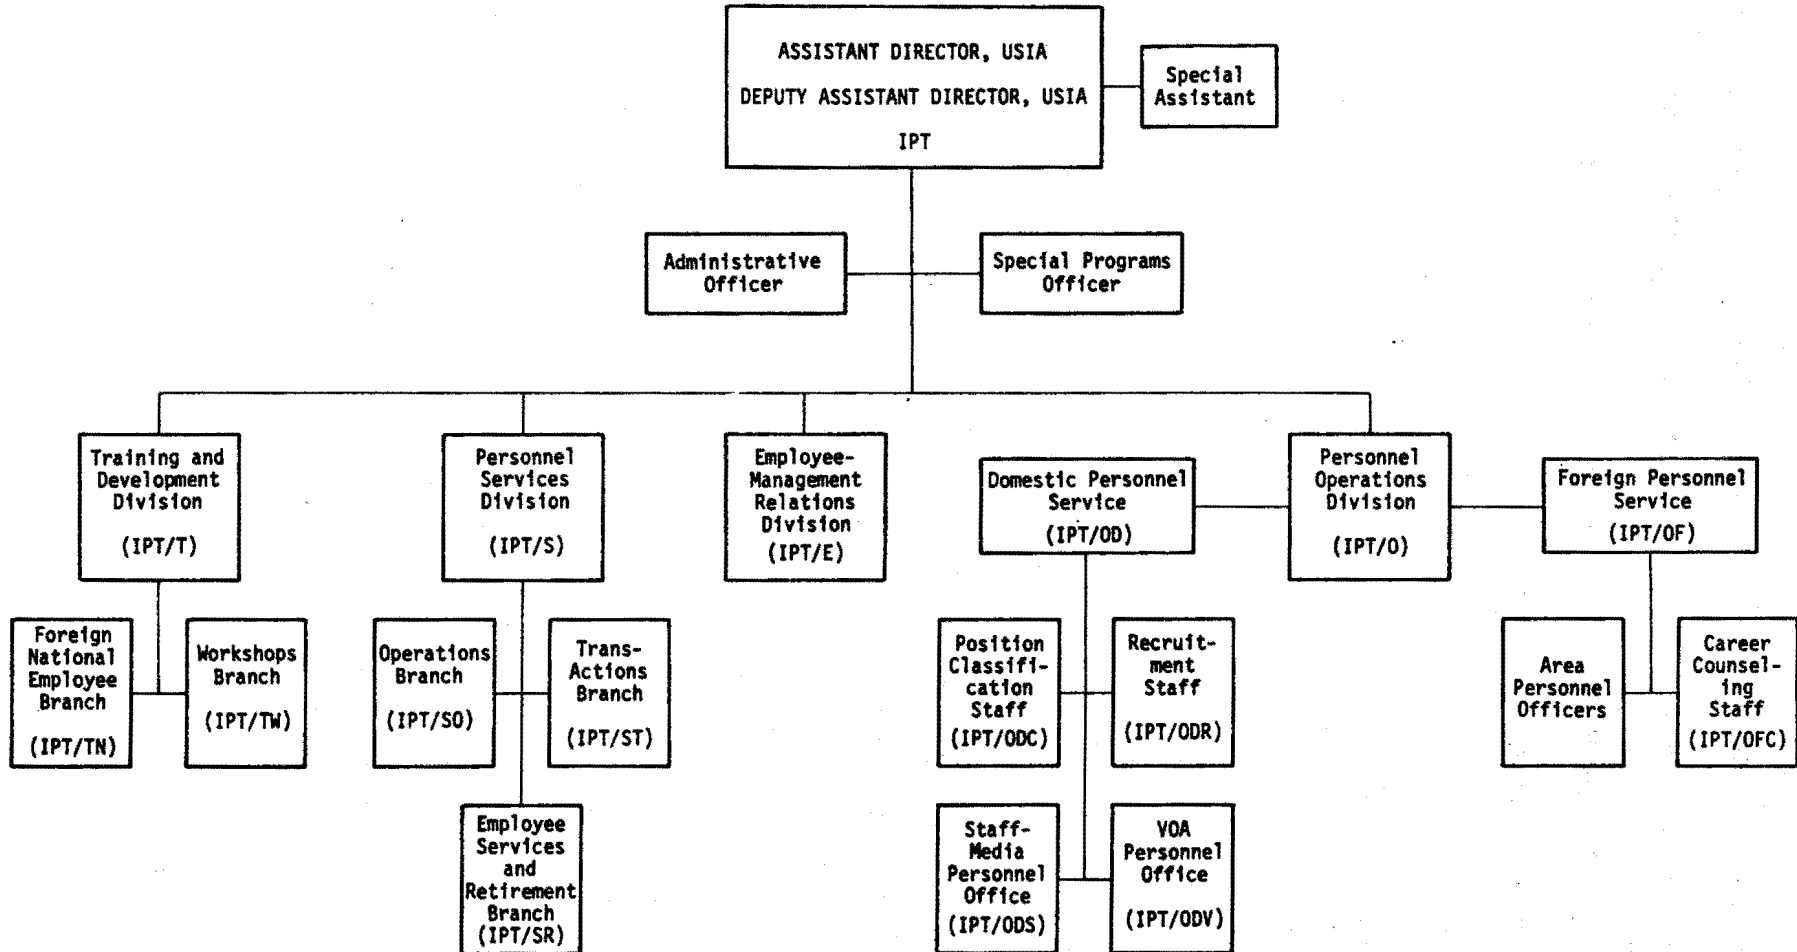 ASSISTANT DIRECTOR, USIA
DEPUTY ASSISTANT DIRECTOR, USIA
IPT
Special
Assistant
Administrative
Officer
Special Programs
Officer
Training and
Development
Division
(IPT/T)
Personnel
Services
Division
(IPT/S)
Employee-
Management
Relations
Division
(IPT/E)
Domestic Personnel
Service
(IPT/OD)
Personnel
Operations
Division
(IPT/O)
Foreign Personnel
Service
(IPT/OF)
Foreign
National
Employee
Branch
(IPT/TN)
Workshops
Branch
(IPT/TW)
Operations
Branch
(IPT/SO)
Trans-
Actions
Branch
(IPT/ST)
Position
Classifi-
cation
Staff
(IPT/ODC)
Recruit-
ment
Staff
(IPT/ODR)
Area
Personnel
Officers
Career
Counsel-
ing
Staff
(IPT/OFC)
Employee
Services
and
Retirement
Branch
(IPT/SR)
Staff-
Media
Personnel
Office
(IPT/ODS)
VOA
Personnel
Office
(IPT/ODV)